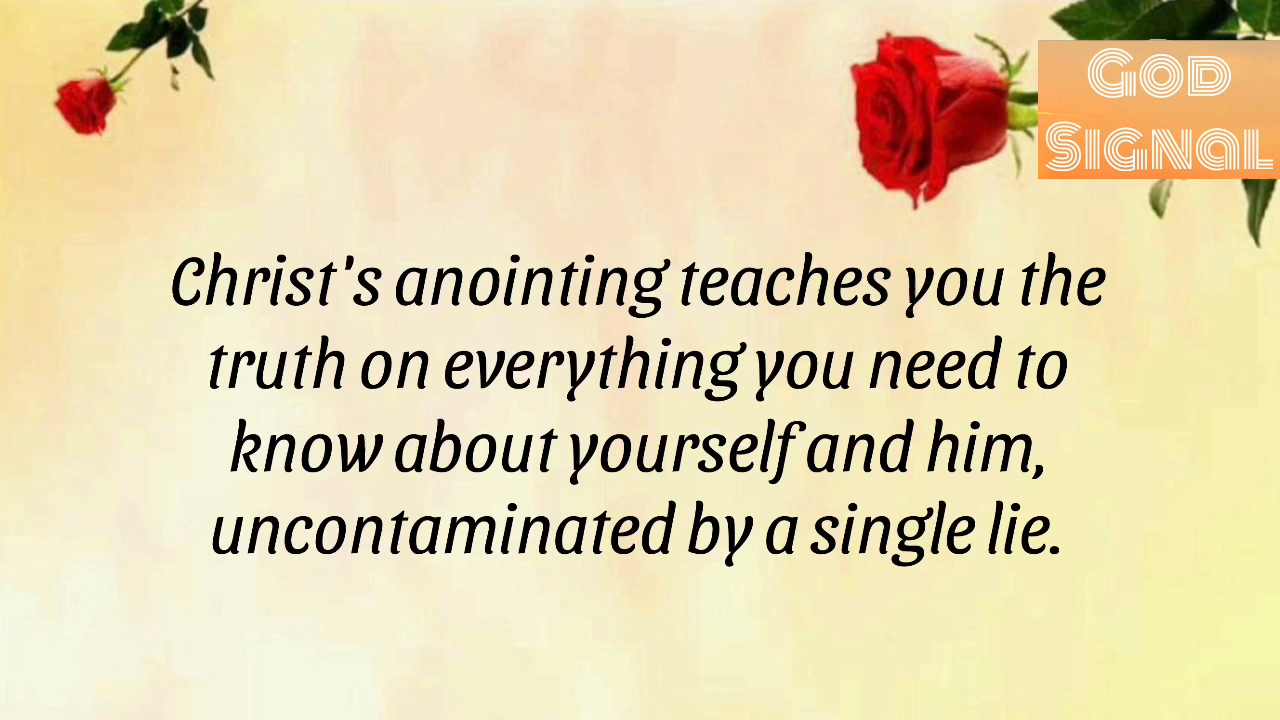 God
Signal
Christ's anointing teaches you the
truth on everything you need to
know about yourself and him,
uncontaminated by a single lie.